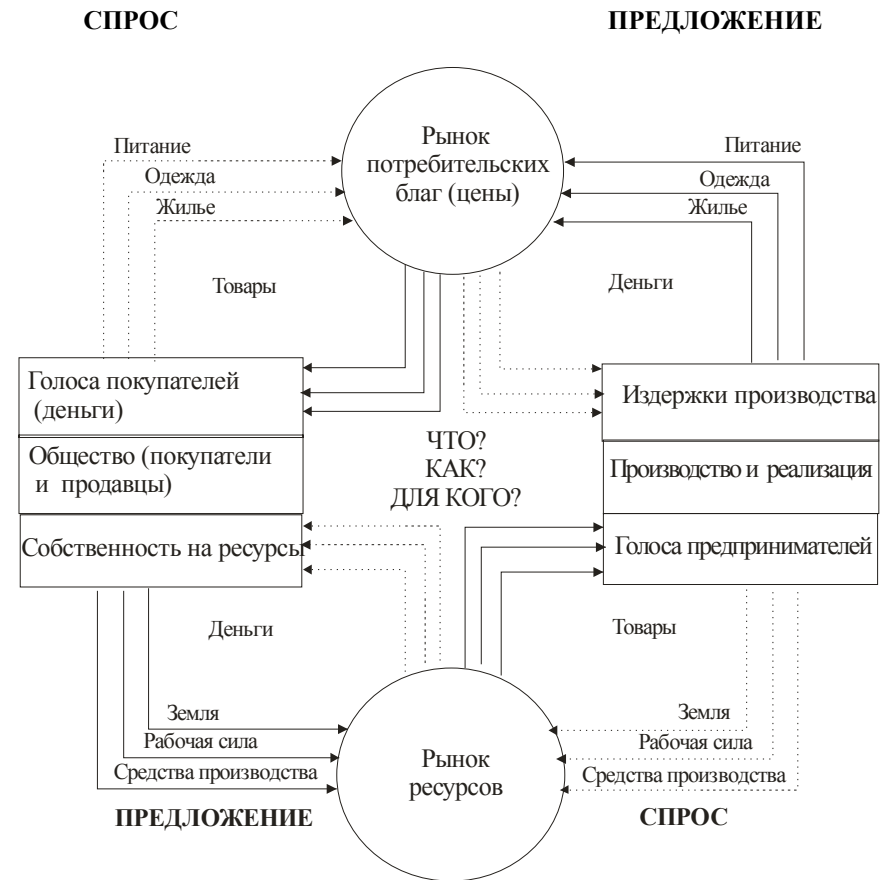 СПРОС
ПРЕДЛОЖЕНИЕ
Рынок
потребительских
благ (цены)
Питание
Одежда
Жилье
Питание
Одежда
Жилье
Товары
Деньги
Голоса покупателей
(деньги)
Общество (покупатели
и продавцы)
Собственность на ресурсы
ЧТО?
КАК?
ДЛЯ КОГО?
Издержки производства
Производство и реализация
Голоса предпринимателей
Деньги
Товары
Земля
Рабочая сила
Средства производства
Рынок
ресурсов
Земля
Рабочая сила
Средства производства
ПРЕДЛОЖЕНИЕ
СПРОС